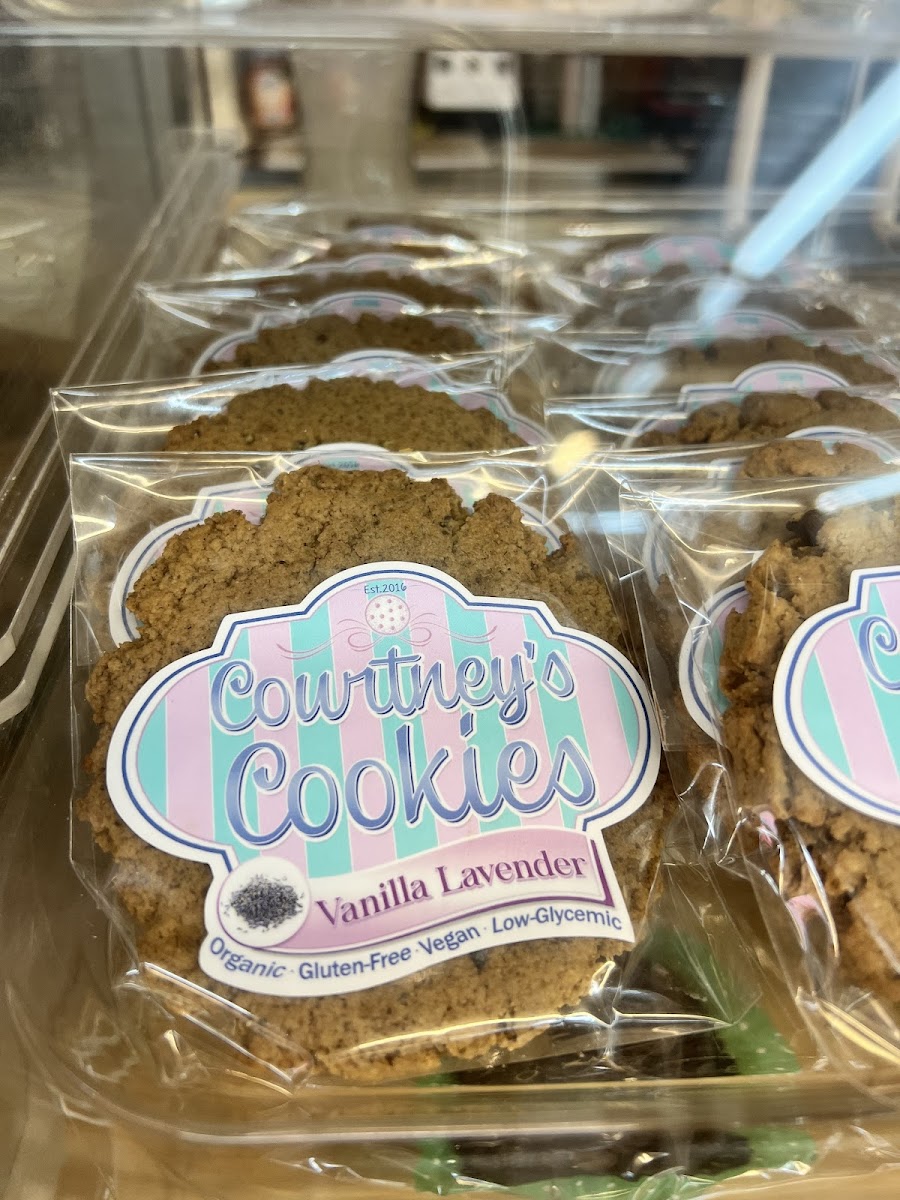 Est.2016
Courtney's
Cookies
Vanilla Lavender
Organic · Gluten-Free · Vegan · Low-Glycemic
C
C